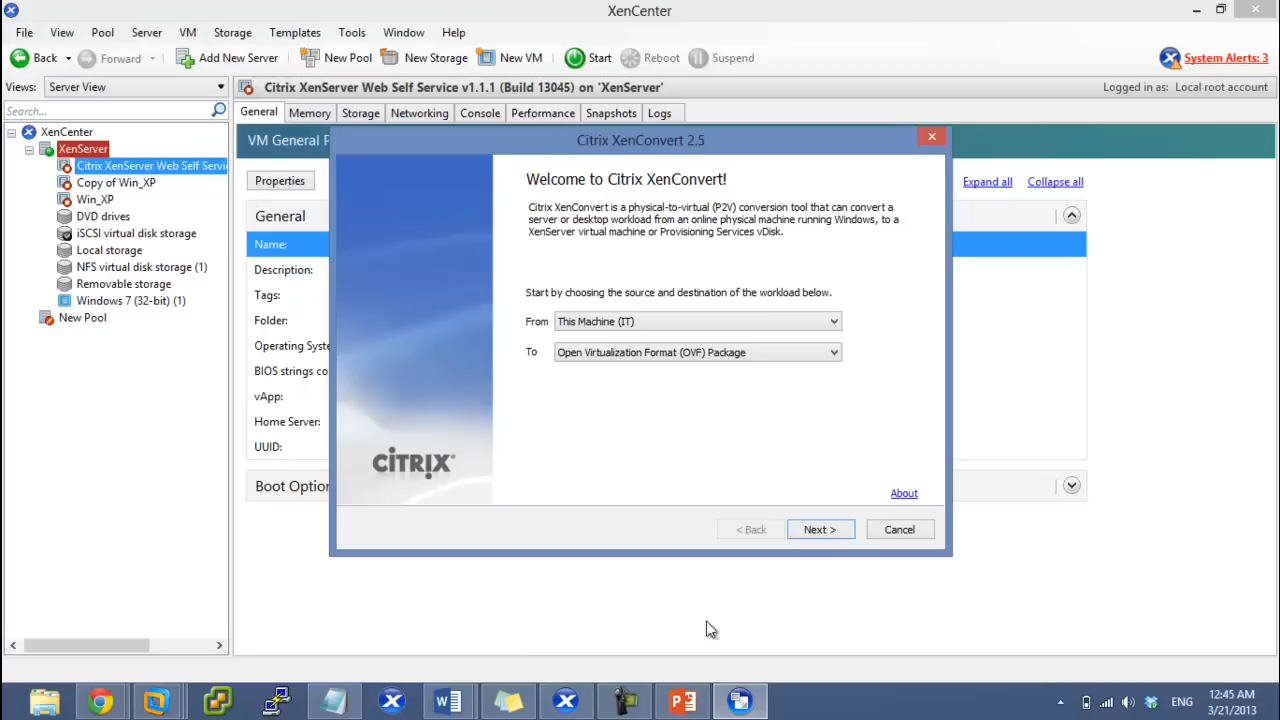 XenCenter
File View Pool Server VM Storage Templates Tools Window Help
Back Forward Add New Server New Pool New Storage New VM Start Reboot Suspend System Alerts: 3
Views: Server View
Citrix XenServer Web Self Service v1.1.1 (Build 13045) on 'XenServer' Logged in as: Local root account
Search...
General Memory Storage Networking Console Performance Snapshots Logs
XenCenter
XenServer
Citrix XenServer Web Self Servi
Copy of Win_XP
Win_XP
DVD drives
iSCSI virtual disk storage
Local storage
NFS virtual disk storage (1)
Removable storage
Windows 7 (32-bit) (1)
New Pool
VM General P
Properties
Expand all Collapse all
General
Name:
Description:
Tags:
Folder:
Operating Syste
BIOS strings co
vApp:
Home Server:
UUID:
Boot Option
Citrix XenConvert 2.5
Welcome to Citrix XenConvert!
Citrix XenConvert is a physical-to-virtual (P2V) conversion tool that can convert a
server or desktop workload from an online physical machine running Windows, to a
XenServer virtual machine or Provisioning Services vDisk.
Start by choosing the source and destination of the workload below.
From This Machine (IT)
To Open Virtualization Format (OVF) Package
CITRIX
About
< Back Next > Cancel
ENG
12:45 AM
3/21/2013